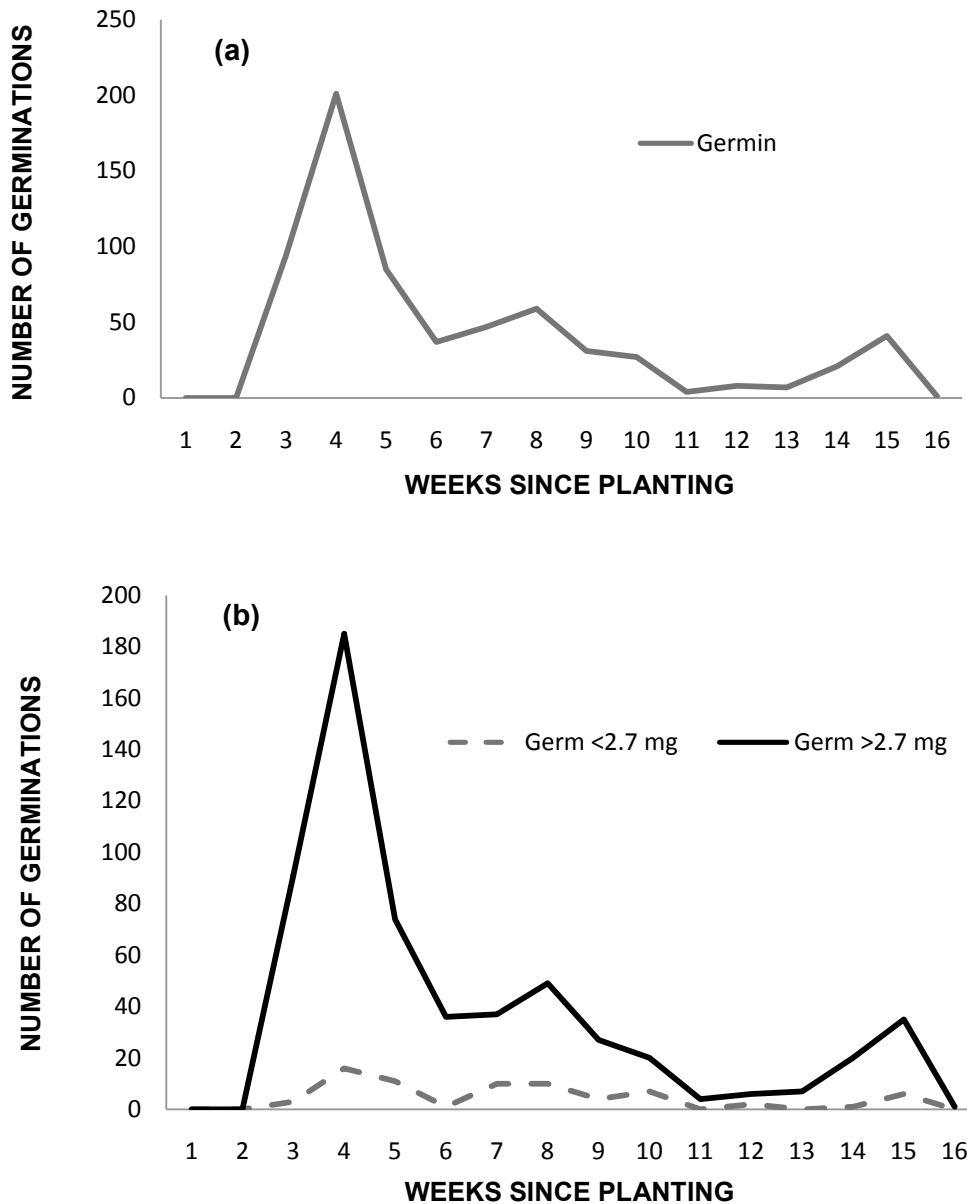 (a)
NUMBER OF GERMINATIONS
250
200
150
100
50
0
Germin
1 2 3 4 5 6 7 8 9 10 11 12 13 14 15 16
WEEKS SINCE PLANTING
(b)
NUMBER OF GERMINATIONS
200
180
160
140
120
100
80
60
40
20
0
Germ <2.7 mg Germ >2.7 mg
1 2 3 4 5 6 7 8 9 10 11 12 13 14 15 16
WEEKS SINCE PLANTING